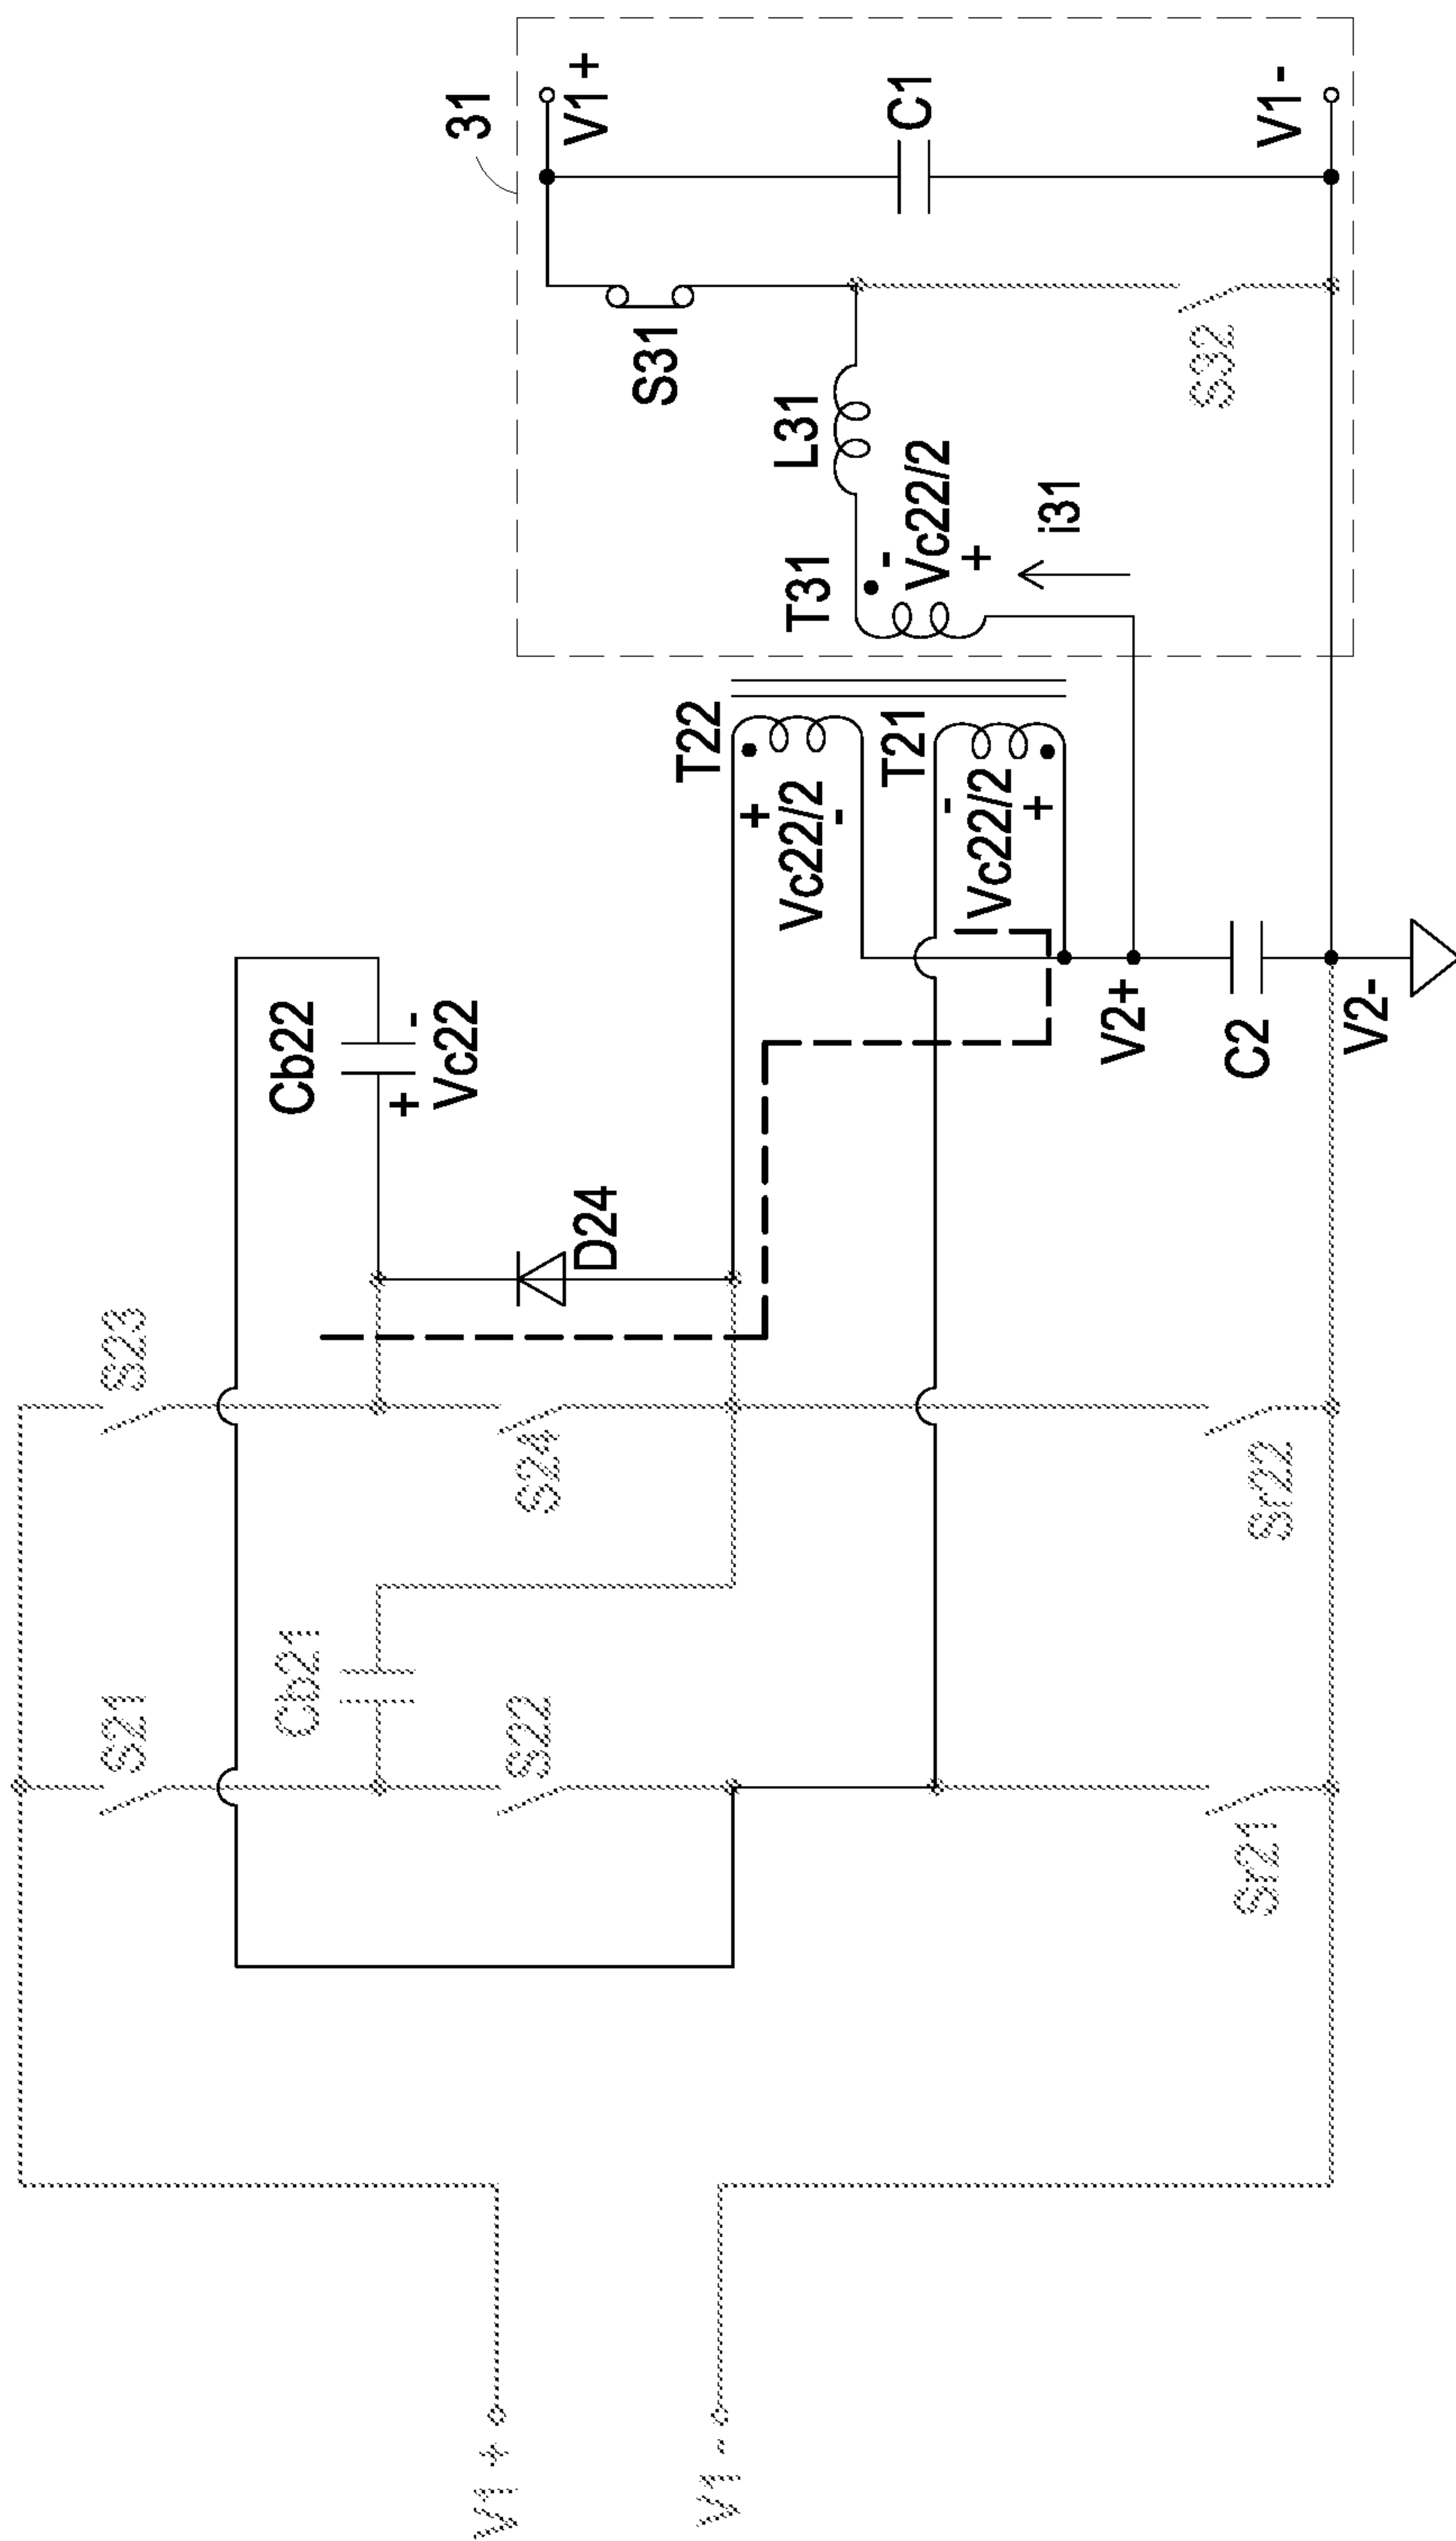 31
V1+
C1
V1-
S31
S32
L31
T31
-
Vc22/2
+
i31
T22
+
Vc22/2
-
T21
-
Vc22/2
+
Cb22
+
-
Vc22
V2+
C2
V2-
D24
S23
S24
Sr22
Cb21
S21
S22
Sr21
V1+
V1-